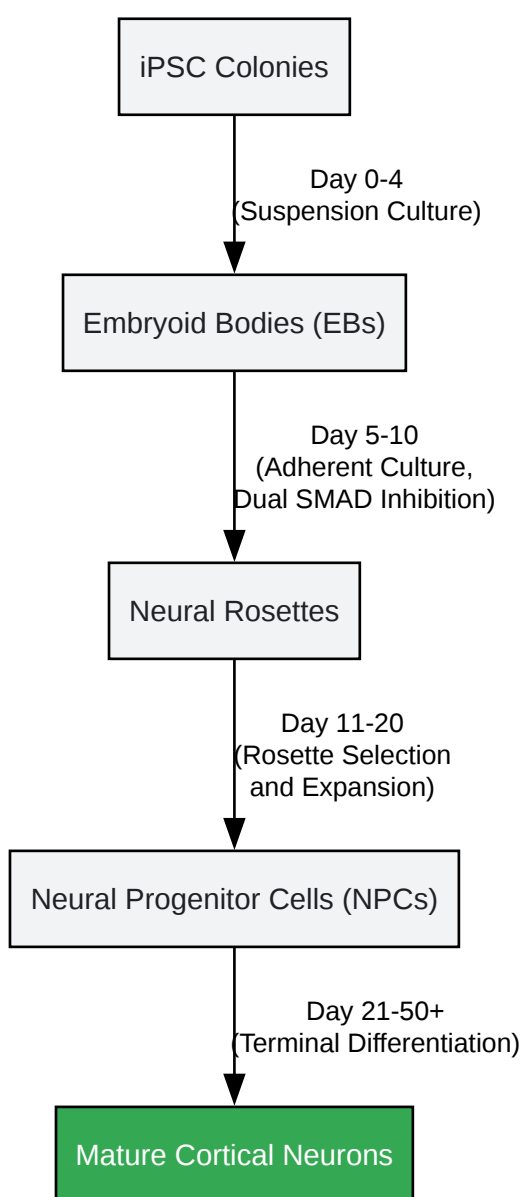 iPSC Colonies
Day 0-4
(Suspension Culture)
Embryoid Bodies (EBs)
Day 5-10
(Adherent Culture,
Dual SMAD Inhibition)
Neural Rosettes
Day 11-20
(Rosette Selection
and Expansion)
Neural Progenitor Cells (NPCs)
Day 21-50+
(Terminal Differentiation)
Mature Cortical Neurons